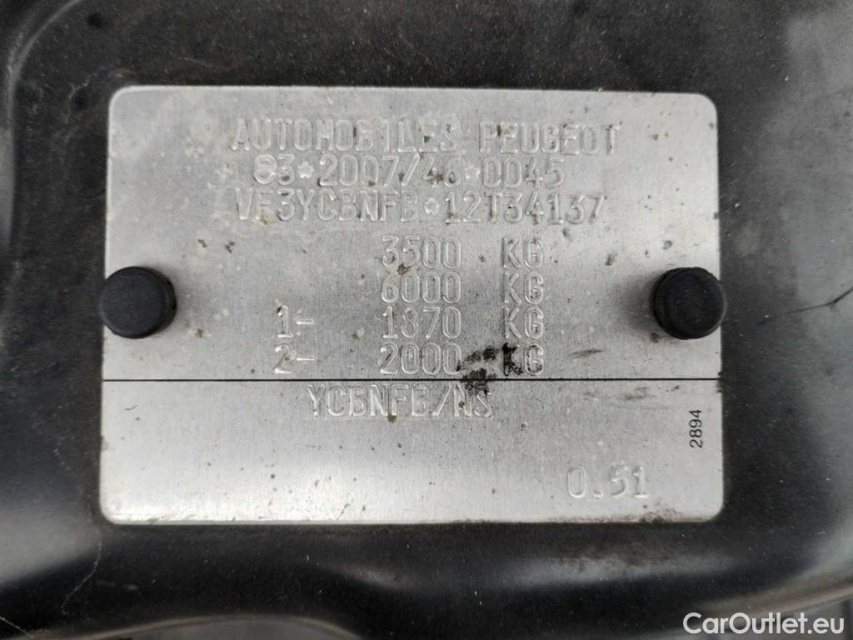 AUTOMOBILES PEUGEOT
e3*2007/46*0045
VF3YCBNFB*12T34137
3500 KG
6000 KG
1- 1870 KG
2- 2000 KG
YCBNFB/NS
2894
0.51
CarOutlet.eu